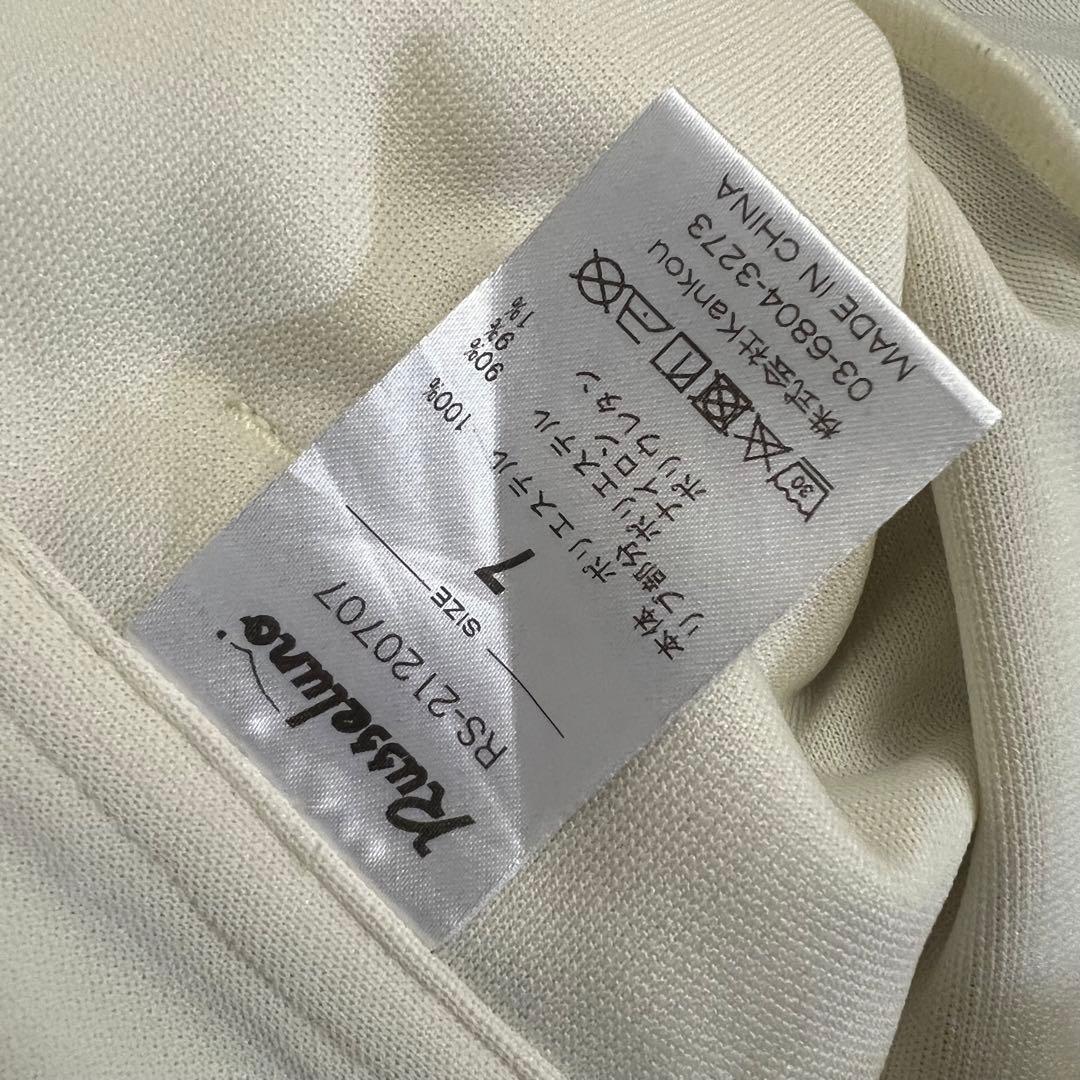 Russeluno
RS-2120707
SIZE 7
本体 ポリエステル 100%
リブ部分 ポリエステル 90%
ナイロン 9%
ポリウレタン 1%
30
株式会社Kankou
03-6804-3273
MADE IN CHINA